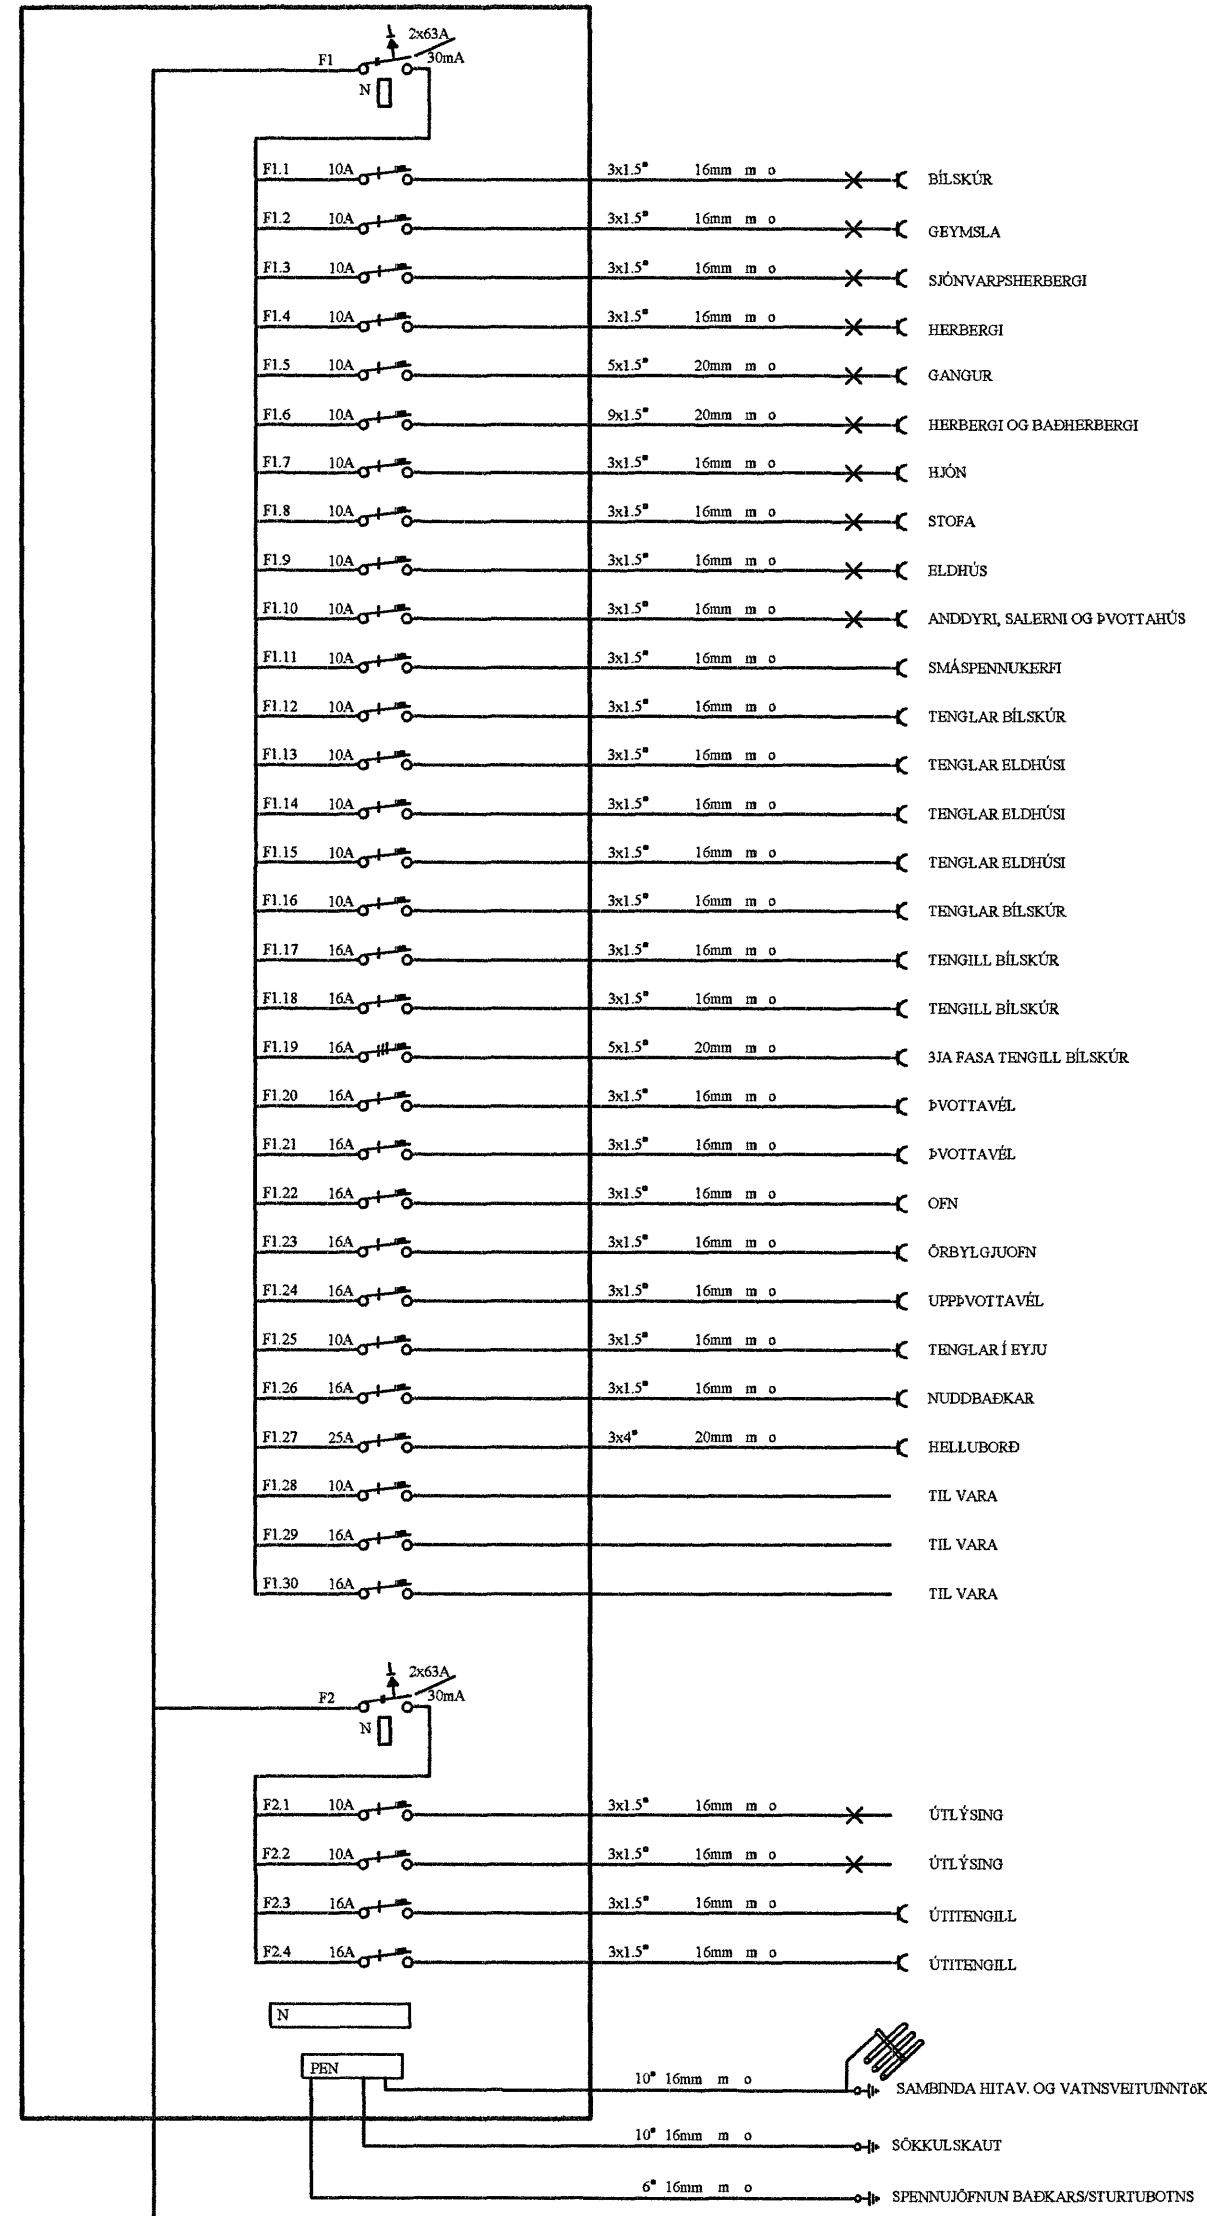 2x63A
F1 30mA
N
F1.1 10A 3x1.5" 16mm m o BÍLSKÚR
F1.2 10A 3x1.5" 16mm m o GEYMSLA
F1.3 10A 3x1.5" 16mm m o SJÓNVARPSHERBERGI
F1.4 10A 3x1.5" 16mm m o HERBERGI
F1.5 10A 5x1.5" 20mm m o GANGUR
F1.6 10A 9x1.5" 20mm m o HERBERGI OG BAÐHERBERGI
F1.7 10A 3x1.5" 16mm m o HJÓN
F1.8 10A 3x1.5" 16mm m o STOFA
F1.9 10A 3x1.5" 16mm m o ELDHÚS
F1.10 10A 3x1.5" 16mm m o ANDDYRI, SALERNI OG ÞVOTTAHÚS
F1.11 10A 3x1.5" 16mm m o SMÁSPENNUKERFI
F1.12 10A 3x1.5" 16mm m o TENGLAR BÍLSKÚR
F1.13 10A 3x1.5" 16mm m o TENGLAR ELDHÚSI
F1.14 10A 3x1.5" 16mm m o TENGLAR ELDHÚSI
F1.15 10A 3x1.5" 16mm m o TENGLAR ELDHÚSI
F1.16 10A 3x1.5" 16mm m o TENGLAR BÍLSKÚR
F1.17 16A 3x1.5" 16mm m o TENGILL BÍLSKÚR
F1.18 16A 3x1.5" 16mm m o TENGILL BÍLSKÚR
F1.19 16A 5x1.5" 20mm m o 3JA FASA TENGILL BÍLSKÚR
F1.20 16A 3x1.5" 16mm m o ÞVOTTAVÉL
F1.21 16A 3x1.5" 16mm m o ÞVOTTAVÉL
F1.22 16A 3x1.5" 16mm m o OFN
F1.23 16A 3x1.5" 16mm m o ÖRBYLGJUOFN
F1.24 16A 3x1.5" 16mm m o UPPÞVOTTAVÉL
F1.25 10A 3x1.5" 16mm m o TENGLAR Í EYJU
F1.26 16A 3x1.5" 16mm m o NUDDBAÐKAR
F1.27 25A 3x4" 20mm m o HELLUBORÐ
F1.28 10A TIL VARA
F1.29 16A TIL VARA
F1.30 16A TIL VARA
2x63A
F2 30mA
N
F2.1 10A 3x1.5" 16mm m o ÚTLÝSING
F2.2 10A 3x1.5" 16mm m o ÚTLÝSING
F2.3 16A 3x1.5" 16mm m o ÚTITENGILL
F2.4 16A 3x1.5" 16mm m o ÚTITENGILL
N
PEN
10" 16mm m o SAMBINDA HITAV. OG VATNSVEITUINNTöK
10" 16mm m o SÖKKULSKAUT
6" 16mm m o SPENNUJÖFNUN BAÐKARS/STURTUBOTNS